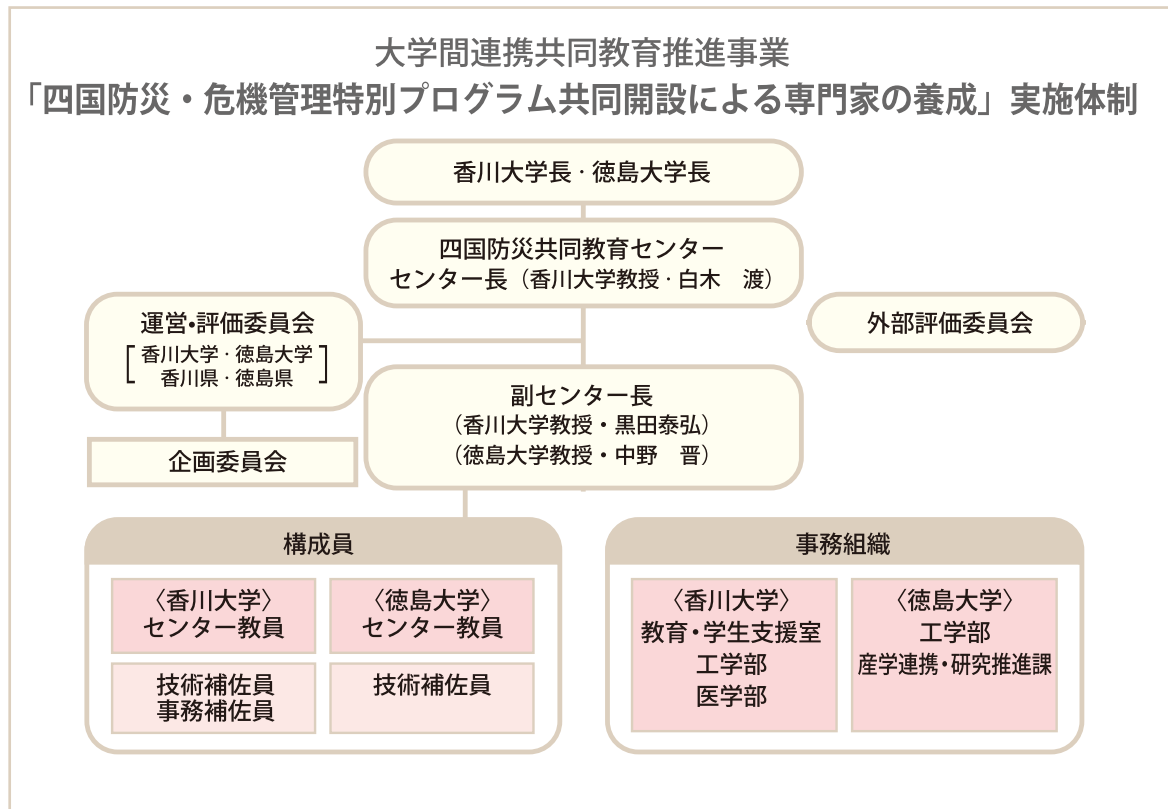 大学間連携共同教育推進事業
「四国防災・危機管理特別プログラム共同開設による専門家の養成」実施体制
香川大学長・徳島大学長
四国防災共同教育センター
センター長（香川大学教授・白木　渡）
運営・評価委員会
香川大学・徳島大学
香川県・徳島県
外部評価委員会
副センター長
（香川大学教授・黒田泰弘）
（徳島大学教授・中野　晋）
企画委員会
構成員
〈香川大学〉
センター教員
〈徳島大学〉
センター教員
技術補佐員
事務補佐員
技術補佐員
事務組織
〈香川大学〉
教育・学生支援室
工学部
医学部
〈徳島大学〉
工学部
産学連携・研究推進課